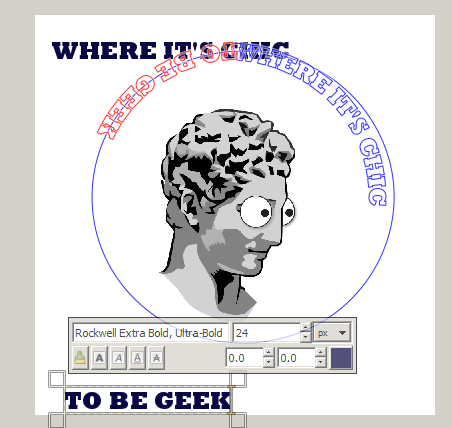 WHERE IT'S CHIC
TO BE GEEK
WHERE IT'S CHIC
Rockwell Extra Bold, Ultra-Bold
24
px
A A A A
0.0
0.0
TO BE GEEK